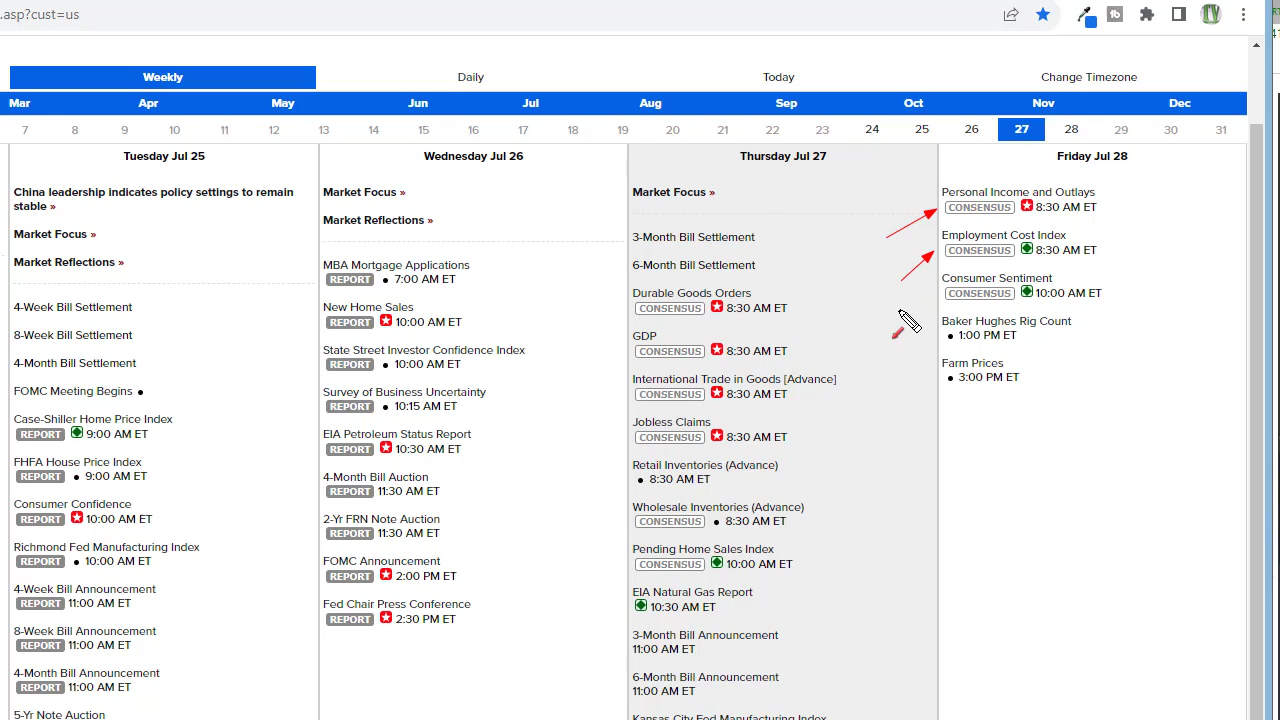 .asp?cust=us
Weekly
Daily
Today
Change Timezone
Mar Apr May Jun Jul Aug Sep Oct Nov Dec
7 8 9 10 11 12 13 14 15 16 17 18 19 20 21 22 23 24 25 26 27 28 29 30 31
Tuesday Jul 25
China leadership indicates policy settings to remain
stable »
Market Focus »
Market Reflections »
4-Week Bill Settlement
8-Week Bill Settlement
4-Month Bill Settlement
FOMC Meeting Begins •
Case-Shiller Home Price Index
REPORT 9:00 AM ET
FHFA House Price Index
REPORT • 9:00 AM ET
Consumer Confidence
REPORT 10:00 AM ET
Richmond Fed Manufacturing Index
REPORT • 10:00 AM ET
4-Week Bill Announcement
REPORT 11:00 AM ET
8-Week Bill Announcement
REPORT 11:00 AM ET
4-Month Bill Announcement
REPORT 11:00 AM ET
5-Yr Note Auction
Wednesday Jul 26
Market Focus »
Market Reflections »
MBA Mortgage Applications
REPORT • 7:00 AM ET
New Home Sales
REPORT 10:00 AM ET
State Street Investor Confidence Index
REPORT • 10:00 AM ET
Survey of Business Uncertainty
REPORT • 10:15 AM ET
EIA Petroleum Status Report
REPORT 10:30 AM ET
4-Month Bill Auction
REPORT 11:30 AM ET
2-Yr FRN Note Auction
REPORT 11:30 AM ET
FOMC Announcement
REPORT 2:00 PM ET
Fed Chair Press Conference
REPORT 2:30 PM ET
Thursday Jul 27
Market Focus »
3-Month Bill Settlement
6-Month Bill Settlement
Durable Goods Orders
CONSENSUS 8:30 AM ET
GDP
CONSENSUS 8:30 AM ET
International Trade in Goods [Advance]
CONSENSUS 8:30 AM ET
Jobless Claims
CONSENSUS 8:30 AM ET
Retail Inventories (Advance)
• 8:30 AM ET
Wholesale Inventories (Advance)
CONSENSUS • 8:30 AM ET
Pending Home Sales Index
CONSENSUS 10:00 AM ET
EIA Natural Gas Report
10:30 AM ET
3-Month Bill Announcement
11:00 AM ET
6-Month Bill Announcement
11:00 AM ET
Kansas City Fed Manufacturing Index
Friday Jul 28
Personal Income and Outlays
CONSENSUS 8:30 AM ET
Employment Cost Index
CONSENSUS 8:30 AM ET
Consumer Sentiment
CONSENSUS 10:00 AM ET
Baker Hughes Rig Count
• 1:00 PM ET
Farm Prices
• 3:00 PM ET